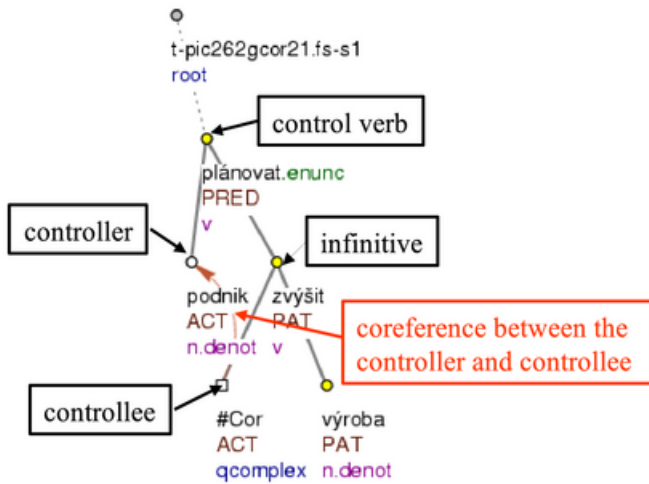 t-pic262gcor21.fs-s1
root
control verb
plánovat.enunc
PRED
v
controller
infinitive
podnik zvýšit
ACT PAT
n.denot v
coreference between the
controller and controllee
controllee
#Cor výroba
ACT PAT
qcomplex n.denot